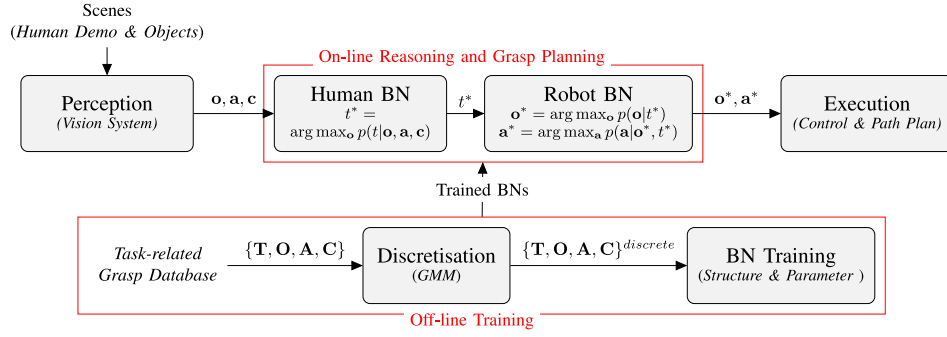 Scenes
(Human Demo & Objects)
On-line Reasoning and Grasp Planning
Perception
(Vision System)
o, a, c
Human BN
t* =
arg max_o p(t|o, a, c)
t*
Robot BN
o* = arg max_o p(o|t*)
a* = arg max_a p(a|o*, t*)
o*, a*
Execution
(Control & Path Plan)
Trained BNs
Task-related
Grasp Database
{T, O, A, C}
Discretisation
(GMM)
{T, O, A, C}^discrete
BN Training
(Structure & Parameter )
Off-line Training